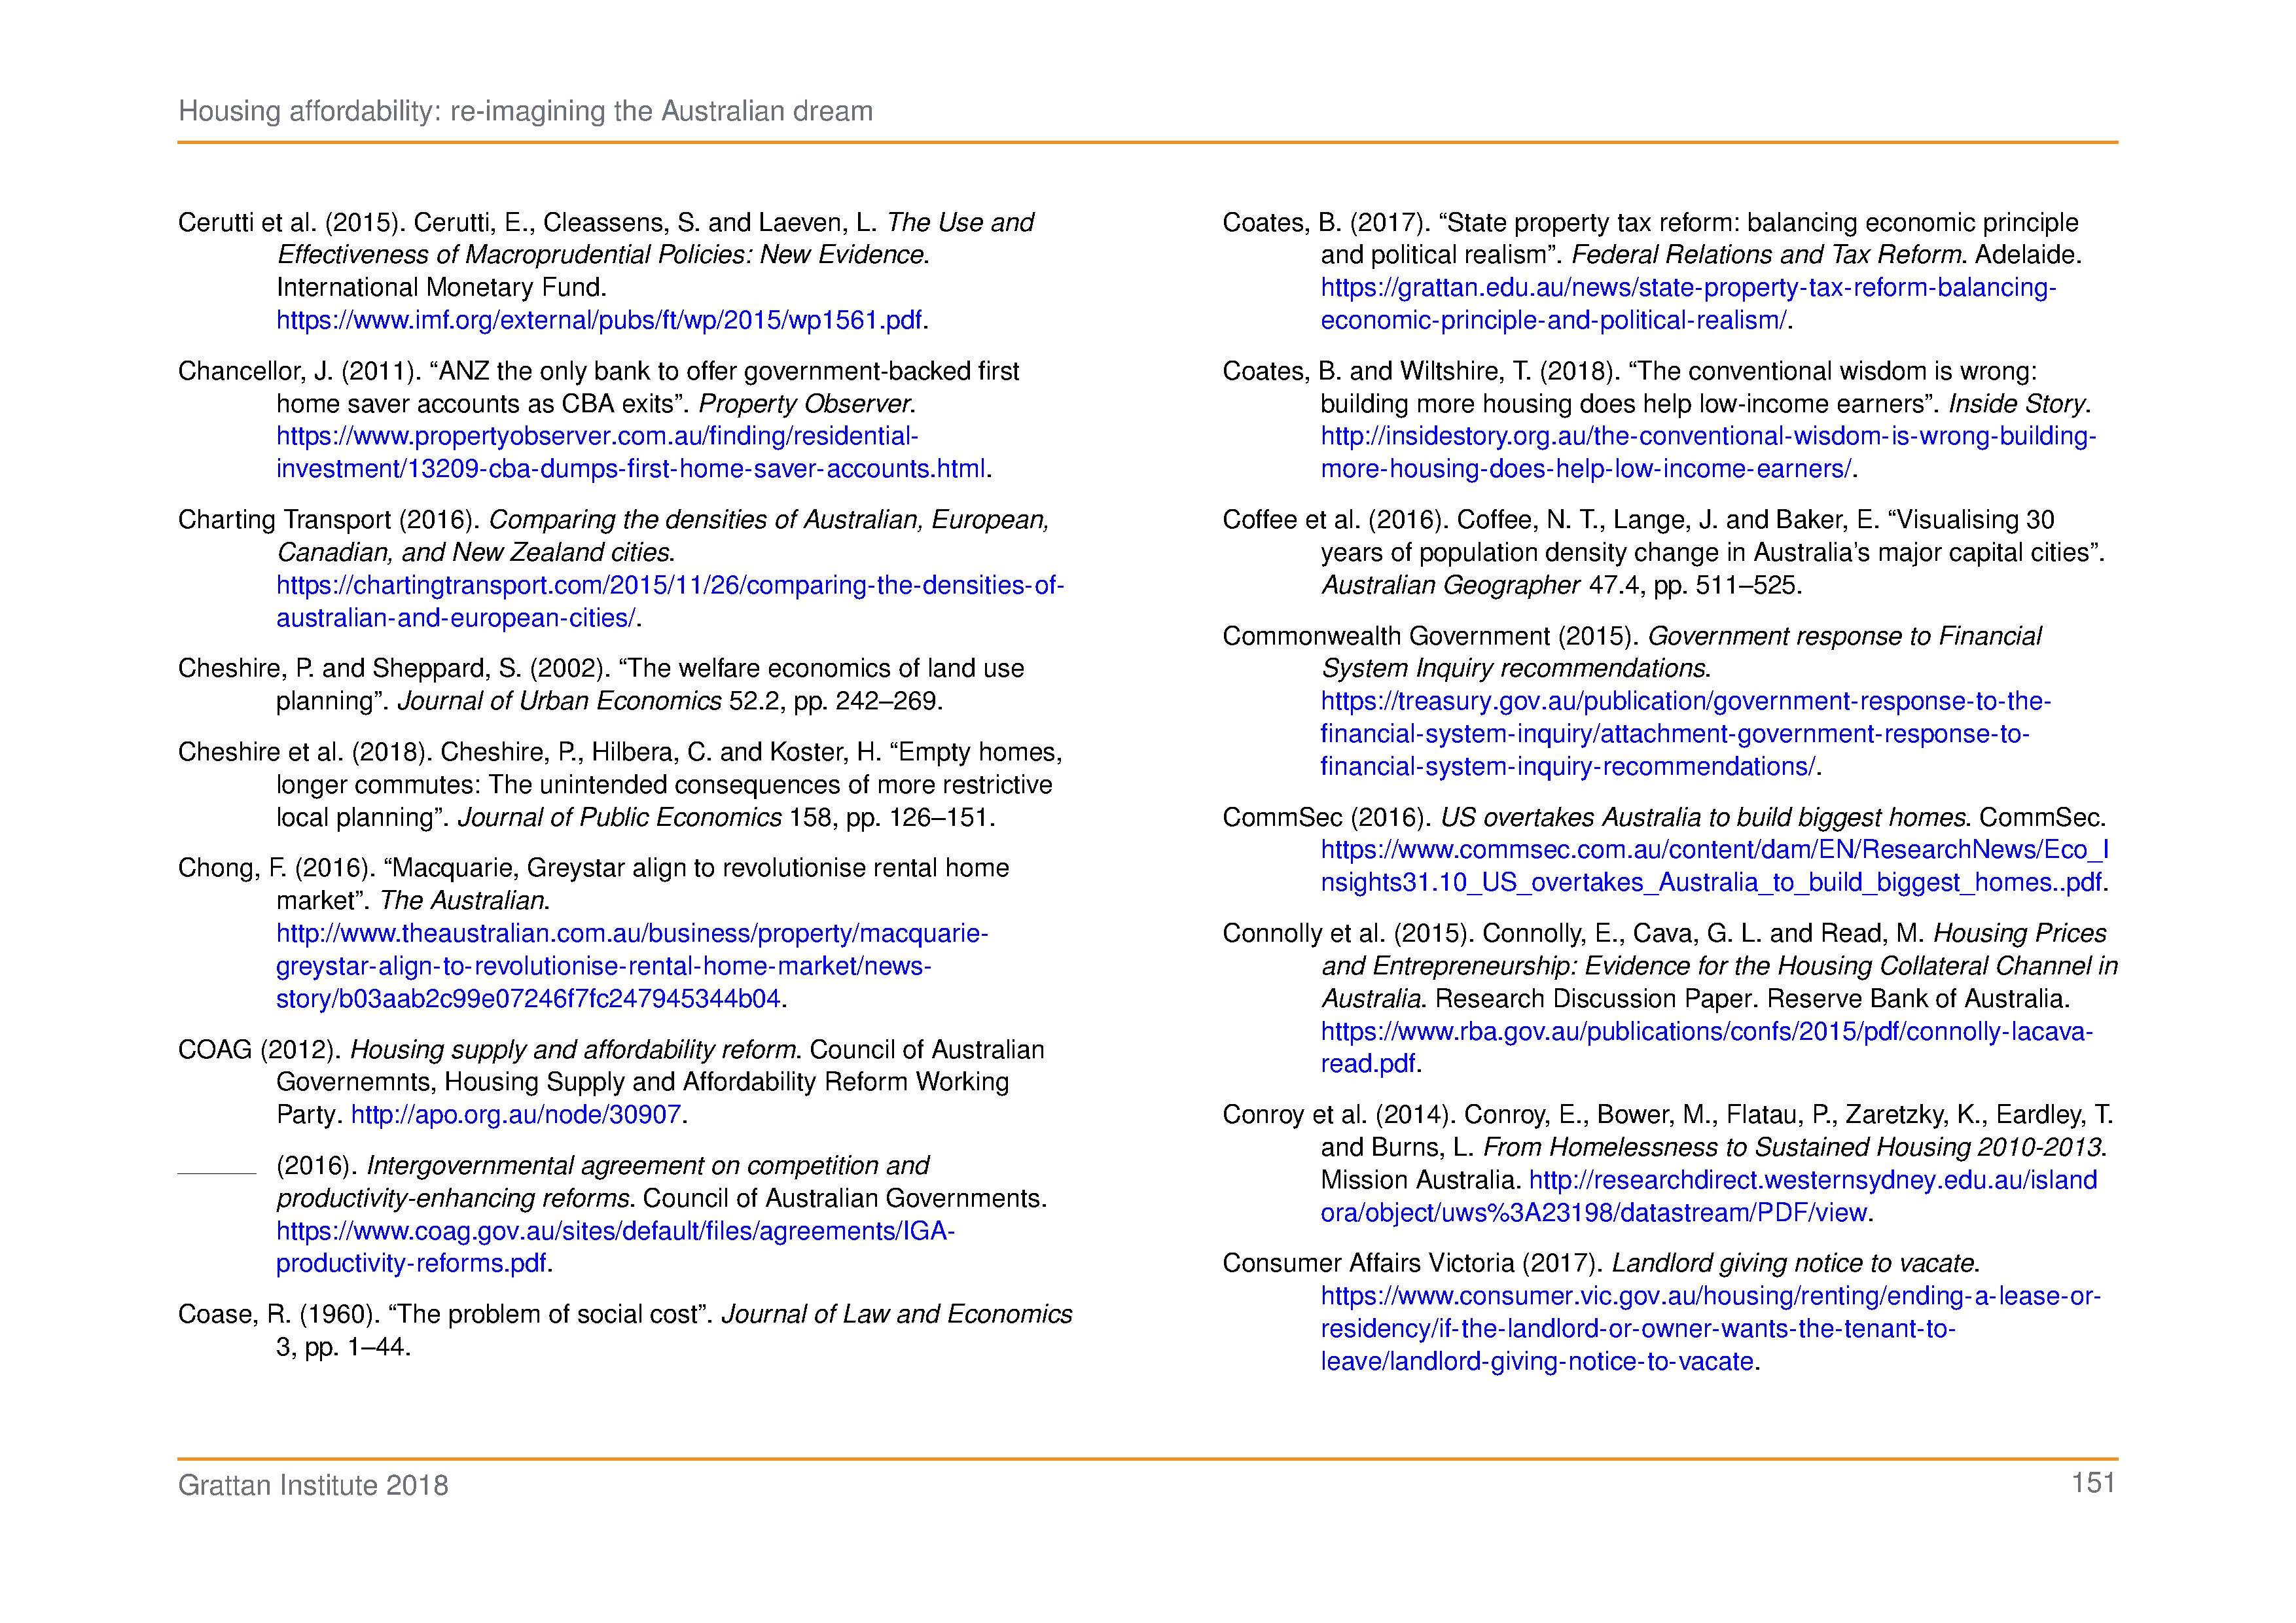 Housing affordability: re-imagining the Australian dream
Cerutti et al. (2015). Cerutti, E., Cleassens, S. and Laeven, L. The Use and
Effectiveness of Macroprudential Policies: New Evidence.
International Monetary Fund.
https://www.imf.org/external/pubs/ft/wp/2015/wp1561.pdf.
Chancellor, J. (2011). “ANZ the only bank to offer government-backed first
home saver accounts as CBA exits”. Property Observer.
https://www.propertyobserver.com.au/finding/residential-
investment/13209-cba-dumps-first-home-saver-accounts.html.
Charting Transport (2016). Comparing the densities of Australian, European,
Canadian, and New Zealand cities.
https://chartingtransport.com/2015/11/26/comparing-the-densities-of-
australian-and-european-cities/.
Cheshire, P. and Sheppard, S. (2002). “The welfare economics of land use
planning”. Journal of Urban Economics 52.2, pp. 242–269.
Cheshire et al. (2018). Cheshire, P., Hilbera, C. and Koster, H. “Empty homes,
longer commutes: The unintended consequences of more restrictive
local planning”. Journal of Public Economics 158, pp. 126–151.
Chong, F. (2016). “Macquarie, Greystar align to revolutionise rental home
market”. The Australian.
http://www.theaustralian.com.au/business/property/macquarie-
greystar-align-to-revolutionise-rental-home-market/news-
story/b03aab2c99e07246f7fc247945344b04.
COAG (2012). Housing supply and affordability reform. Council of Australian
Governemnts, Housing Supply and Affordability Reform Working
Party. http://apo.org.au/node/30907.
______ (2016). Intergovernmental agreement on competition and
productivity-enhancing reforms. Council of Australian Governments.
https://www.coag.gov.au/sites/default/files/agreements/IGA-
productivity-reforms.pdf.
Coase, R. (1960). “The problem of social cost”. Journal of Law and Economics
3, pp. 1–44.
Coates, B. (2017). “State property tax reform: balancing economic principle
and political realism”. Federal Relations and Tax Reform. Adelaide.
https://grattan.edu.au/news/state-property-tax-reform-balancing-
economic-principle-and-political-realism/.
Coates, B. and Wiltshire, T. (2018). “The conventional wisdom is wrong:
building more housing does help low-income earners”. Inside Story.
http://insidestory.org.au/the-conventional-wisdom-is-wrong-building-
more-housing-does-help-low-income-earners/.
Coffee et al. (2016). Coffee, N. T., Lange, J. and Baker, E. “Visualising 30
years of population density change in Australia’s major capital cities”.
Australian Geographer 47.4, pp. 511–525.
Commonwealth Government (2015). Government response to Financial
System Inquiry recommendations.
https://treasury.gov.au/publication/government-response-to-the-
financial-system-inquiry/attachment-government-response-to-
financial-system-inquiry-recommendations/.
CommSec (2016). US overtakes Australia to build biggest homes. CommSec.
https://www.commsec.com.au/content/dam/EN/ResearchNews/Eco_I
nsights31.10_US_overtakes_Australia_to_build_biggest_homes..pdf.
Connolly et al. (2015). Connolly, E., Cava, G. L. and Read, M. Housing Prices
and Entrepreneurship: Evidence for the Housing Collateral Channel in
Australia. Research Discussion Paper. Reserve Bank of Australia.
https://www.rba.gov.au/publications/confs/2015/pdf/connolly-lacava-
read.pdf.
Conroy et al. (2014). Conroy, E., Bower, M., Flatau, P., Zaretzky, K., Eardley, T.
and Burns, L. From Homelessness to Sustained Housing 2010-2013.
Mission Australia. http://researchdirect.westernsydney.edu.au/island
ora/object/uws%3A23198/datastream/PDF/view.
Consumer Affairs Victoria (2017). Landlord giving notice to vacate.
https://www.consumer.vic.gov.au/housing/renting/ending-a-lease-or-
residency/if-the-landlord-or-owner-wants-the-tenant-to-
leave/landlord-giving-notice-to-vacate.
Grattan Institute 2018
151